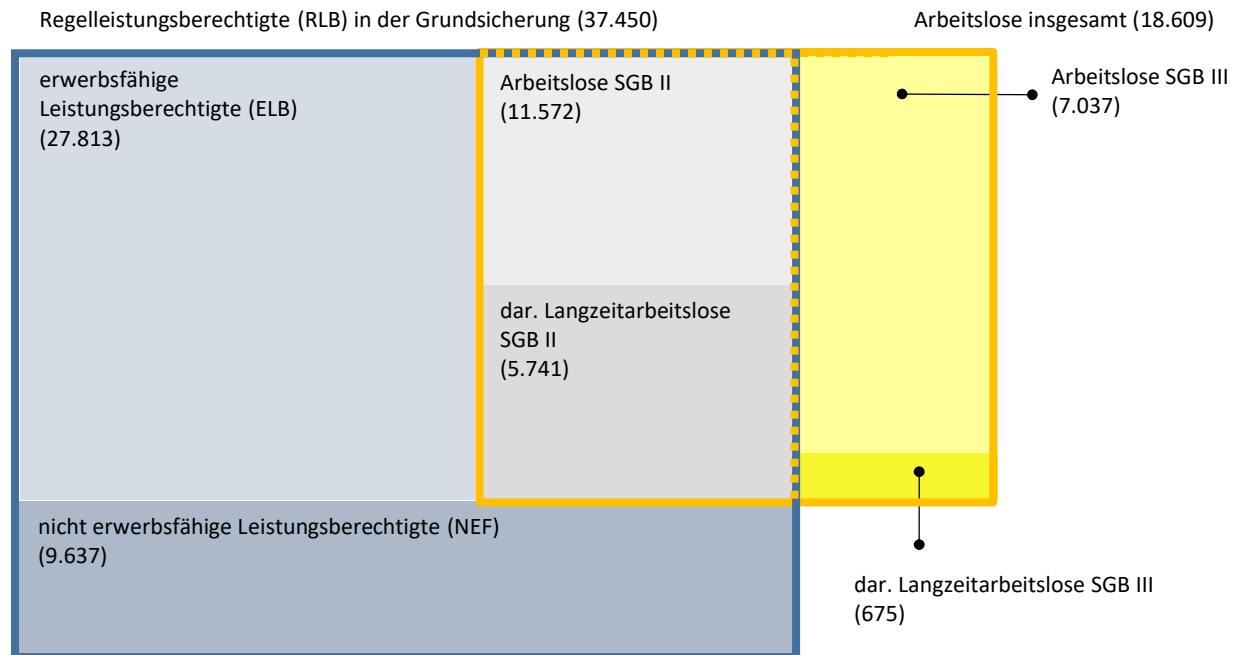 Regelleistungsberechtigte (RLB) in der Grundsicherung (37.450)
Arbeitslose insgesamt (18.609)
erwerbsfähige
Leistungsberechtigte (ELB)
(27.813)
Arbeitslose SGB II
(11.572)
Arbeitslose SGB III
(7.037)
dar. Langzeitarbeitslose
SGB II
(5.741)
nicht erwerbsfähige Leistungsberechtigte (NEF)
(9.637)
dar. Langzeitarbeitslose SGB III
(675)